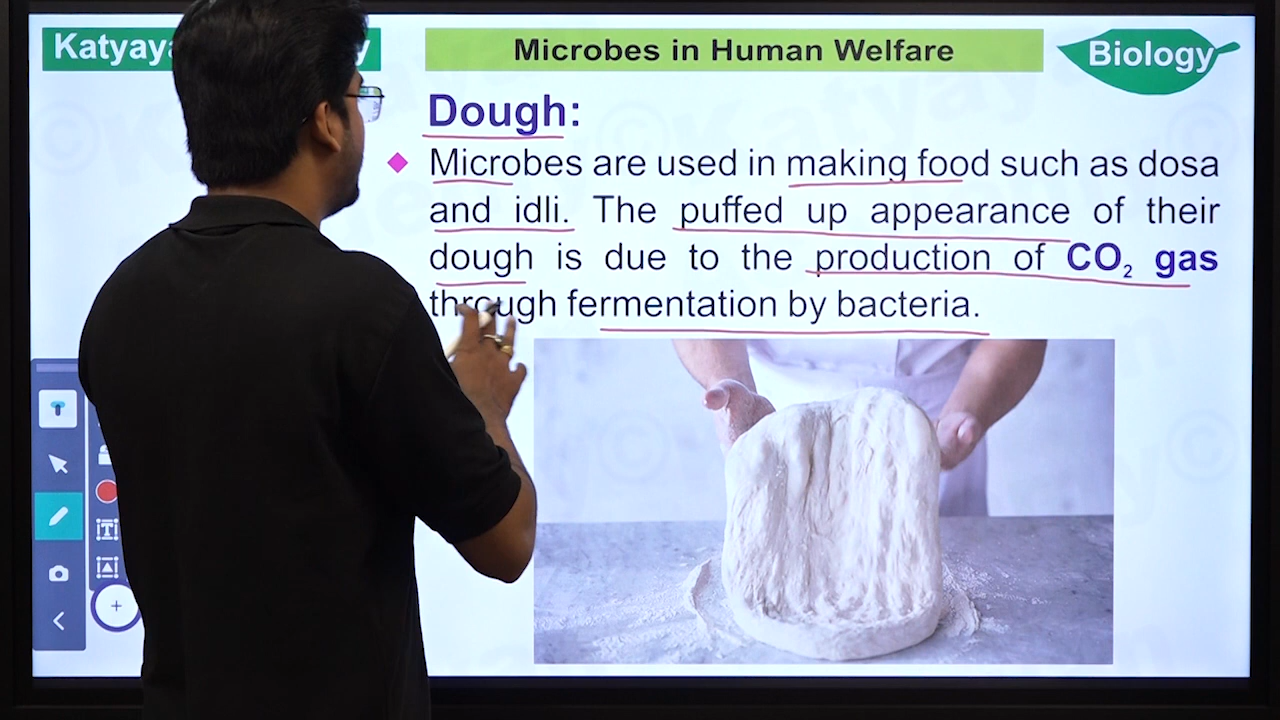 Katyaya
Microbes in Human Welfare
Biology
Dough:
Microbes are used in making food such as dosa
and idli. The puffed up appearance of their
dough is due to the production of CO₂ gas
through fermentation by bacteria.